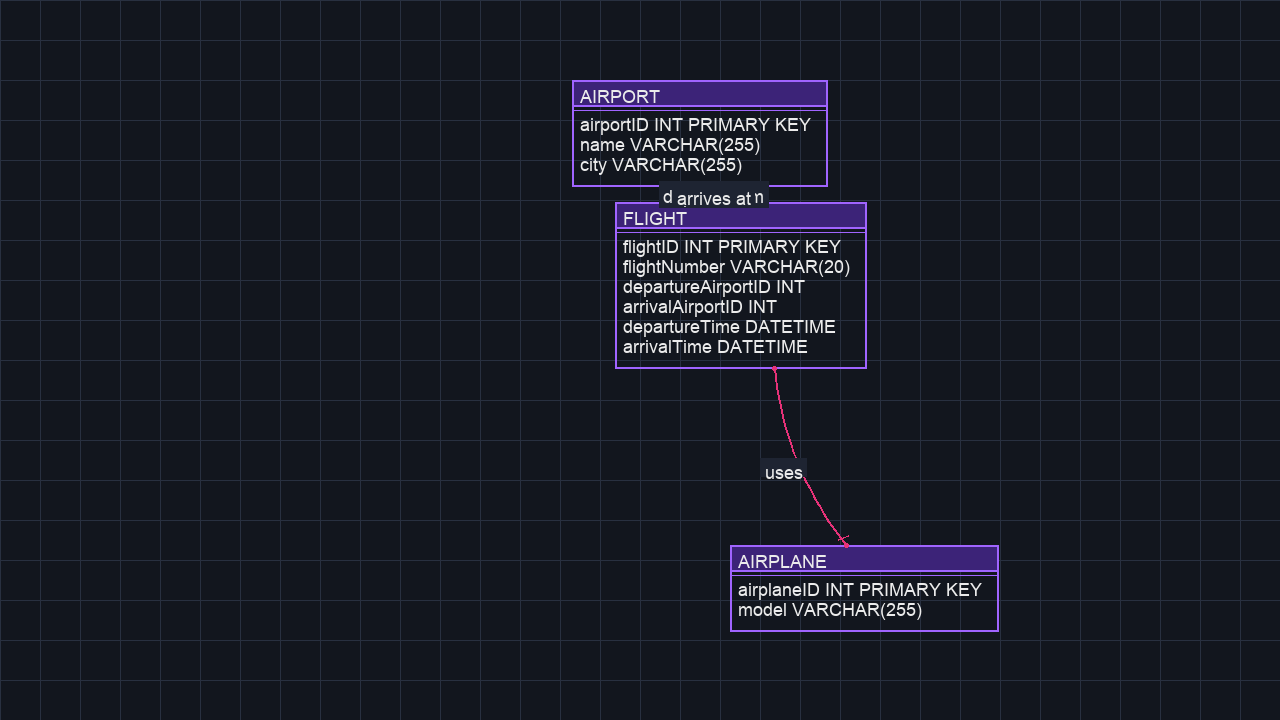 AIRPORT
airportID INT PRIMARY KEY
name VARCHAR(255)
city VARCHAR(255)
arrives at
FLIGHT
flightID INT PRIMARY KEY
flightNumber VARCHAR(20)
departureAirportID INT
arrivalAirportID INT
departureTime DATETIME
arrivalTime DATETIME
uses
AIRPLANE
airplaneID INT PRIMARY KEY
model VARCHAR(255)